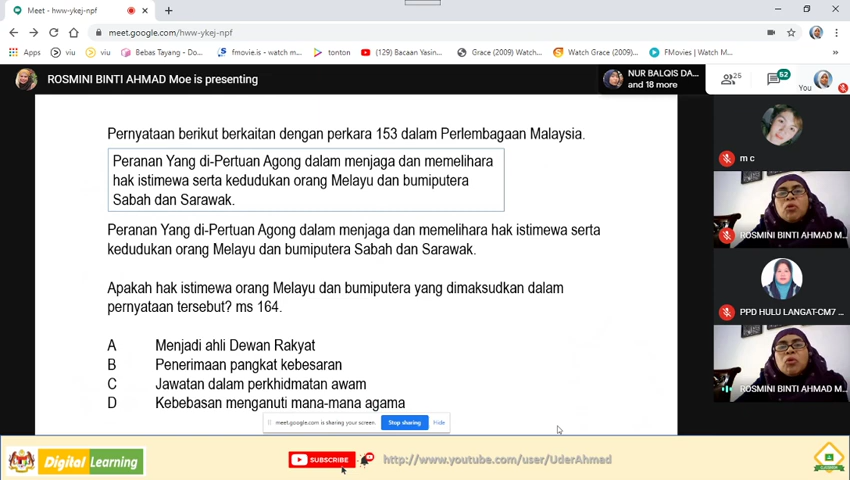 Meet - hww-ykej-npf
meet.google.com/hww-ykej-npf
Apps
viu
viu
Bebas Tayang - Do...
fmovie.is - watch m...
tonton
(129) Bacaan Yasin...
Grace (2009) Watc...
Watch Grace (2009)...
FMovies | Watch M...
ROSMINI BINTI AHMAD Moe is presenting
NUR BALQIS DA...
and 18 more
25
52
You
Pernyataan berikut berkaitan dengan perkara 153 dalam Perlembagaan Malaysia.
Peranan Yang di-Pertuan Agong dalam menjaga dan memelihara
hak istimewa serta kedudukan orang Melayu dan bumiputera
Sabah dan Sarawak.
Peranan Yang di-Pertuan Agong dalam menjaga dan memelihara hak istimewa serta
kedudukan orang Melayu dan bumiputera Sabah dan Sarawak.
Apakah hak istimewa orang Melayu dan bumiputera yang dimaksudkan dalam
pernyataan tersebut? ms 164.
A Menjadi ahli Dewan Rakyat
B Penerimaan pangkat kebesaran
C Jawatan dalam perkhidmatan awam
D Kebebasan menganuti mana-mana agama
m c
ROSMINI BINTI AHMAD M...
PPD HULU LANGAT-CM7 ...
ROSMINI BINTI AHMAD M...
meet.google.com is sharing your screen.
Stop sharing
Hide
Digital Learning
SUBSCRIBE
http://www.youtube.com/user/UderAhmad